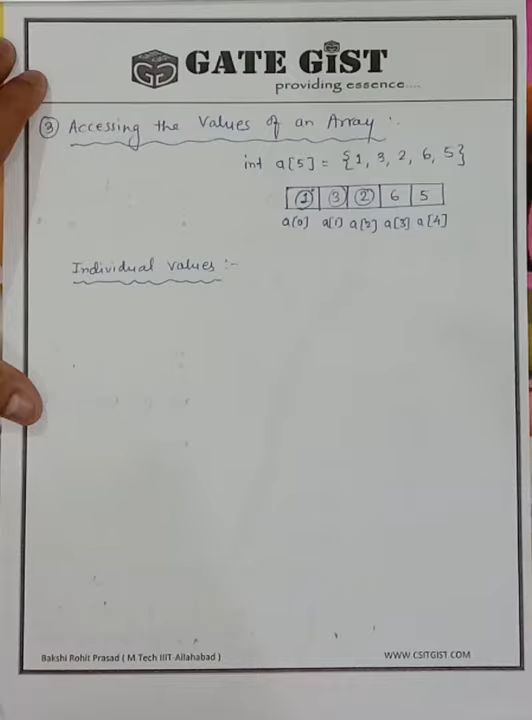 GATE GIST
providing essence....
③ Accessing the Values of an Array :
int a[5] = {1, 3, 2, 6, 5}
1 3 2 6 5
a[0] a[1] a[2] a[3] a[4]
Individual values :-
Bakshi Rohit Prasad ( M Tech IIIT-Allahabad ) WWW.CSITGIST.COM